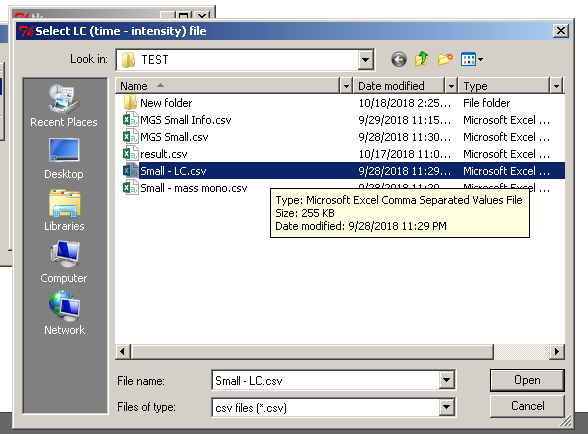 Select LC (time - intensity) file
Look in: TEST
Name Date modified Type
New folder 10/18/2018 2:25... File folder
MGS Small Info.csv 9/29/2018 11:15... Microsoft Excel ...
MGS Small.csv 9/28/2018 11:30... Microsoft Excel ...
result.csv 10/17/2018 11:0... Microsoft Excel ...
Small - LC.csv 9/28/2018 11:29... Microsoft Excel ...
Small - mass mono.csv Microsoft Excel ...
Type: Microsoft Excel Comma Separated Values File
Size: 255 KB
Date modified: 9/28/2018 11:29 PM
Recent Places
Desktop
Libraries
Computer
Network
File name: Small - LC.csv Open
Files of type: csv files (*.csv) Cancel